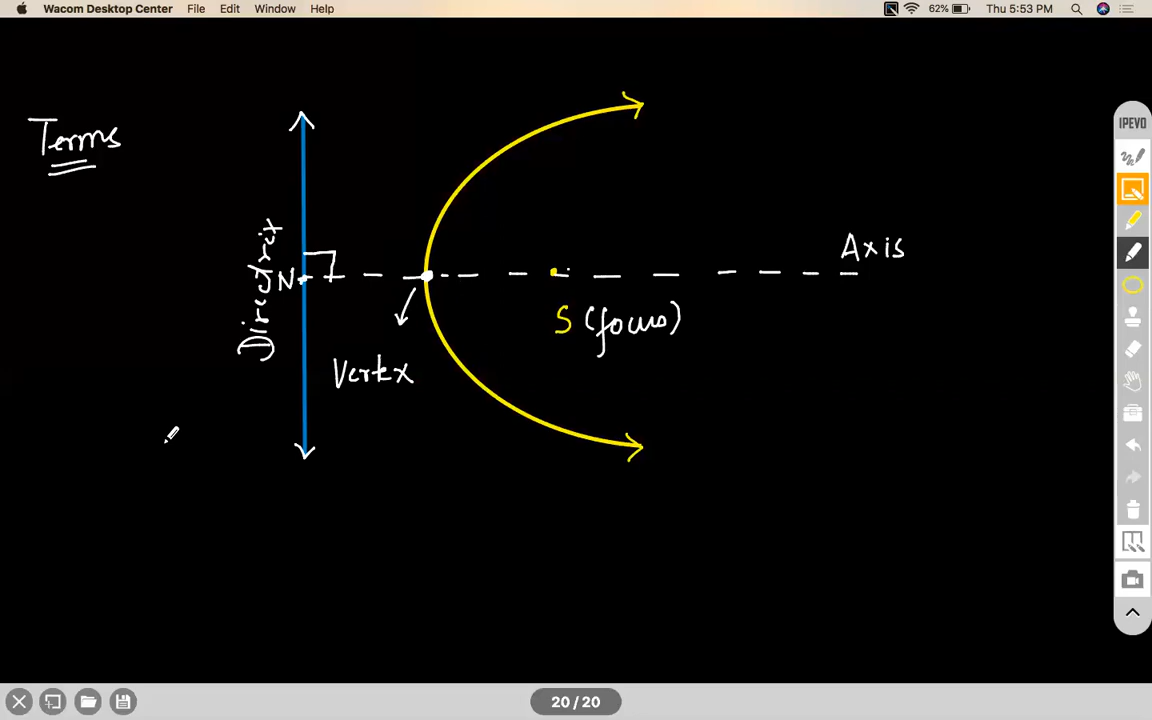 Wacom Desktop Center File Edit Window Help 62% Thu 5:53 PM
Terms
IPEVO
Directrix
N
Axis
S (focus)
Vertex
20/20